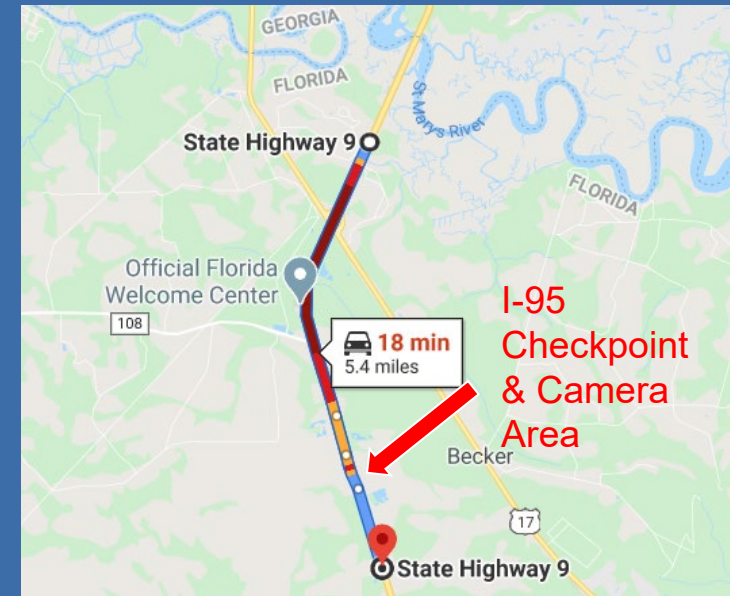 GEORGIA
FLORIDA
St Marys River
State Highway 9
FLORIDA
Official Florida
Welcome Center
108
18 min
5.4 miles
I-95
Checkpoint
& Camera
Area
Becker
17
State Highway 9